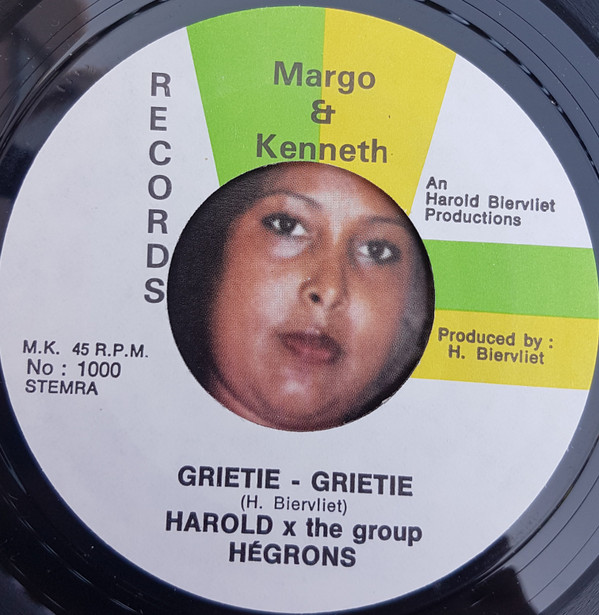 Margo
&
Kenneth
RECORDS
An
Harold Biervliet
Productions
Produced by :
H. Biervliet
M.K. 45 R.P.M.
No : 1000
STEMRA
GRIETIE - GRIETIE
(H. Biervliet)
HAROLD x the group
HÉGRONS